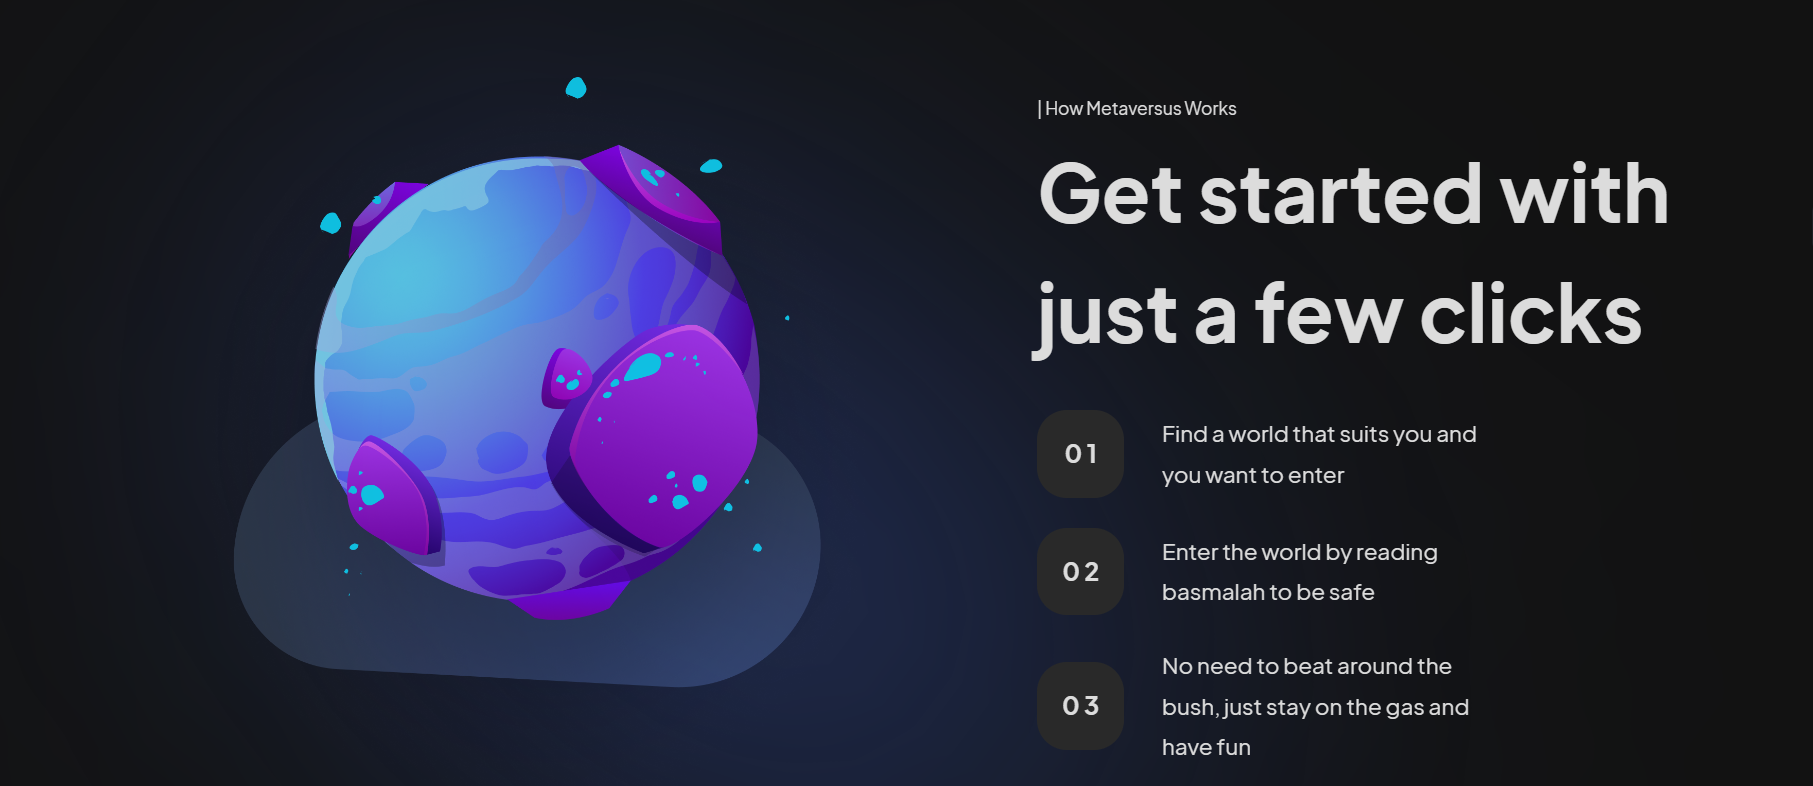 | How Metaversus Works
Get started with
just a few clicks
01
Find a world that suits you and
you want to enter
02
Enter the world by reading
basmalah to be safe
03
No need to beat around the
bush, just stay on the gas and
have fun